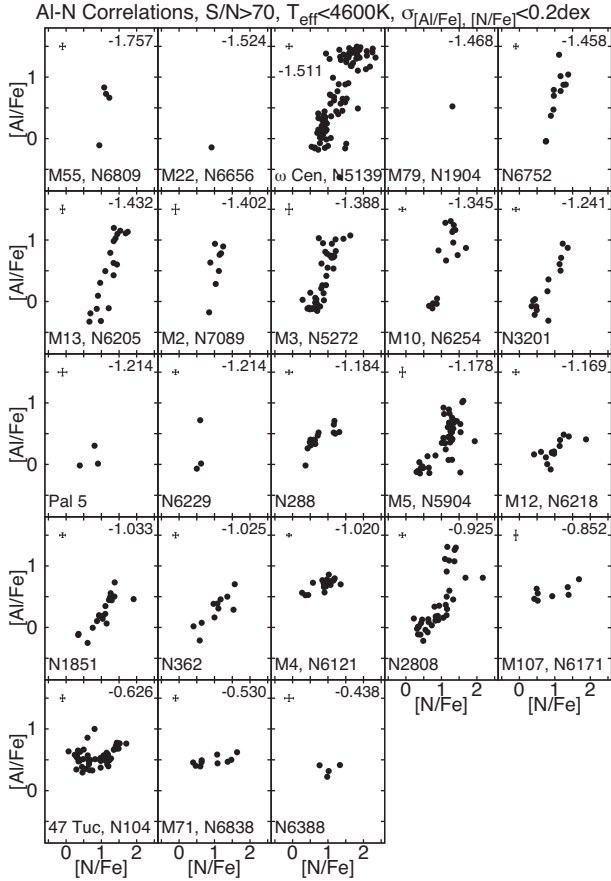 Al-N Correlations, S/N>70, T_eff<4600K, σ_[Al/Fe], [N/Fe]<0.2dex
-1.757 -1.524 -1.511 -1.468 -1.458
[Al/Fe] 1 0
M55, N6809 M22, N6656 ω Cen, N5139 M79, N1904 N6752
-1.432 -1.402 -1.388 -1.345 -1.241
[Al/Fe] 1 0
M13, N6205 M2, N7089 M3, N5272 M10, N6254 N3201
-1.214 -1.214 -1.184 -1.178 -1.169
[Al/Fe] 1 0
Pal 5 N6229 N288 M5, N5904 M12, N6218
-1.033 -1.025 -1.020 -0.925 -0.852
[Al/Fe] 1 0
N1851 N362 M4, N6121 N2808 M107, N6171
0 1 2 0 1 2
[N/Fe] [N/Fe]
-0.626 -0.530 -0.438
[Al/Fe] 1 0
47 Tuc, N104 M71, N6838 N6388
0 1 2 0 1 2 0 1 2
[N/Fe] [N/Fe] [N/Fe]